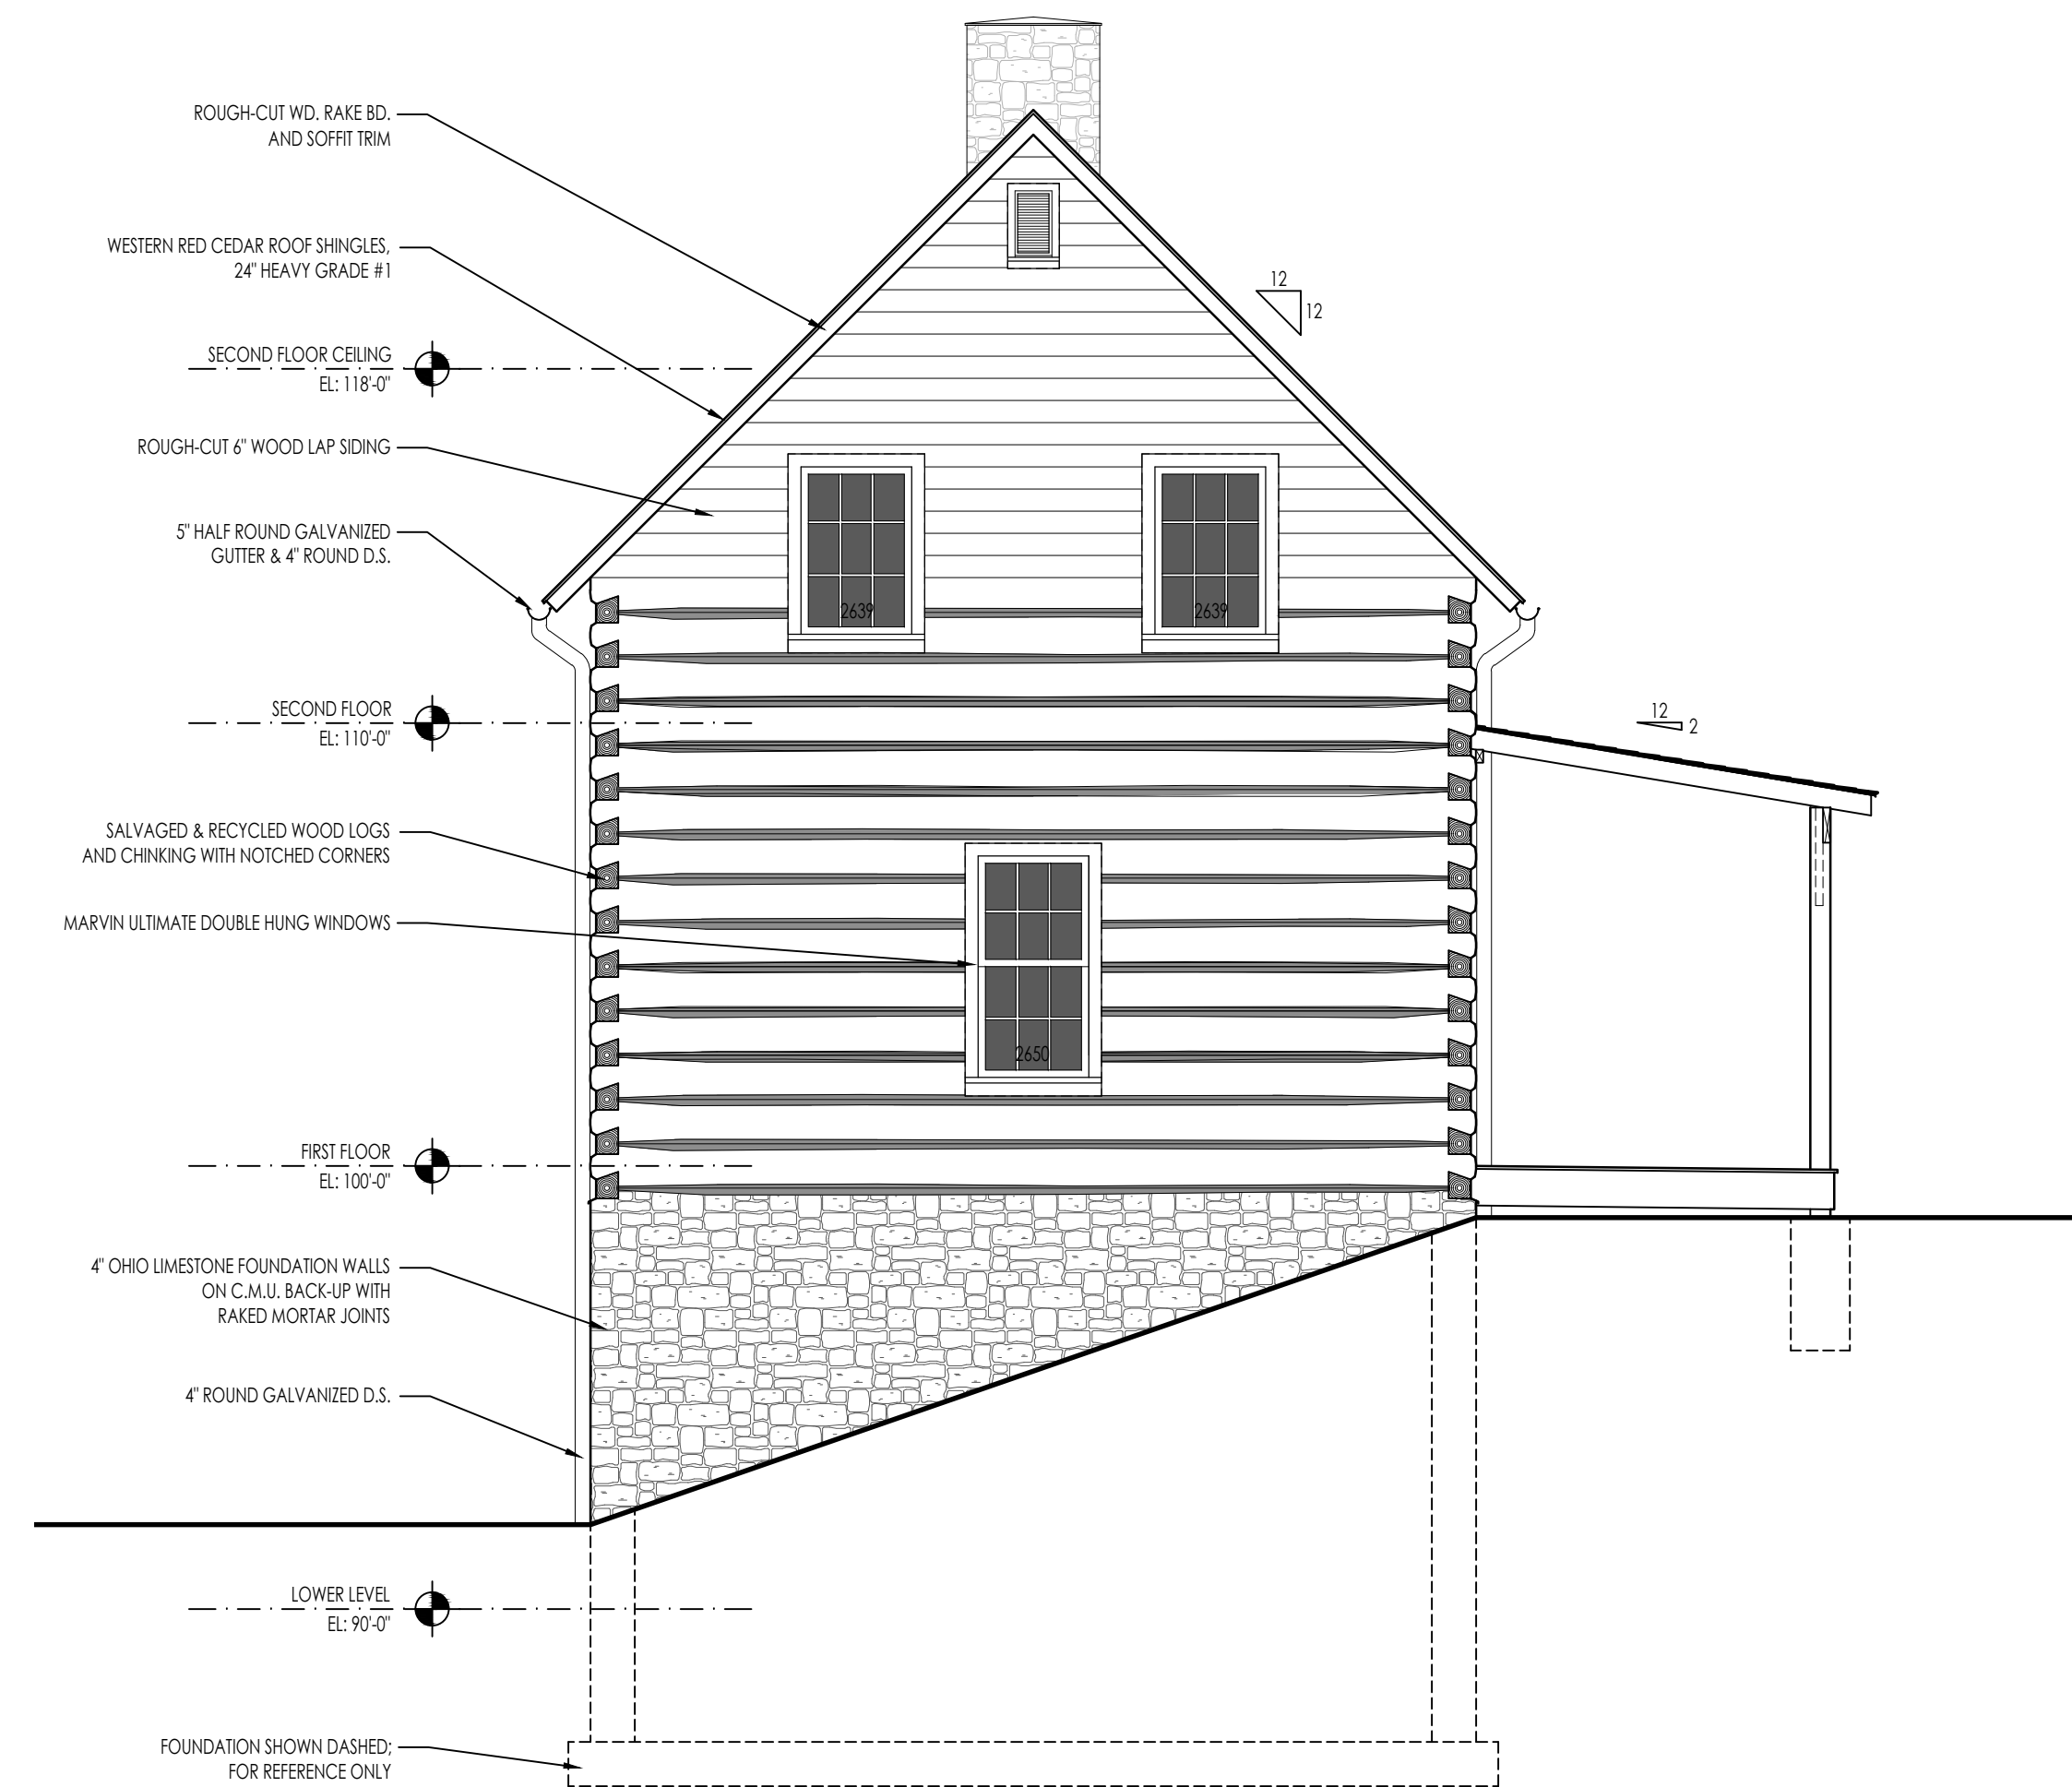 ROUGH-CUT WD. RAKE BD.
AND SOFFIT TRIM
WESTERN RED CEDAR ROOF SHINGLES,
24" HEAVY GRADE #1
12
12
SECOND FLOOR CEILING
EL: 118'-0"
ROUGH-CUT 6" WOOD LAP SIDING
5" HALF ROUND GALVANIZED
GUTTER & 4" ROUND D.S.
2639
2639
SECOND FLOOR
EL: 110'-0"
12
2
SALVAGED & RECYCLED WOOD LOGS
AND CHINKING WITH NOTCHED CORNERS
MARVIN ULTIMATE DOUBLE HUNG WINDOWS
2650
FIRST FLOOR
EL: 100'-0"
4" OHIO LIMESTONE FOUNDATION WALLS
ON C.M.U. BACK-UP WITH
RAKED MORTAR JOINTS
4" ROUND GALVANIZED D.S.
LOWER LEVEL
EL: 90'-0"
FOUNDATION SHOWN DASHED;
FOR REFERENCE ONLY